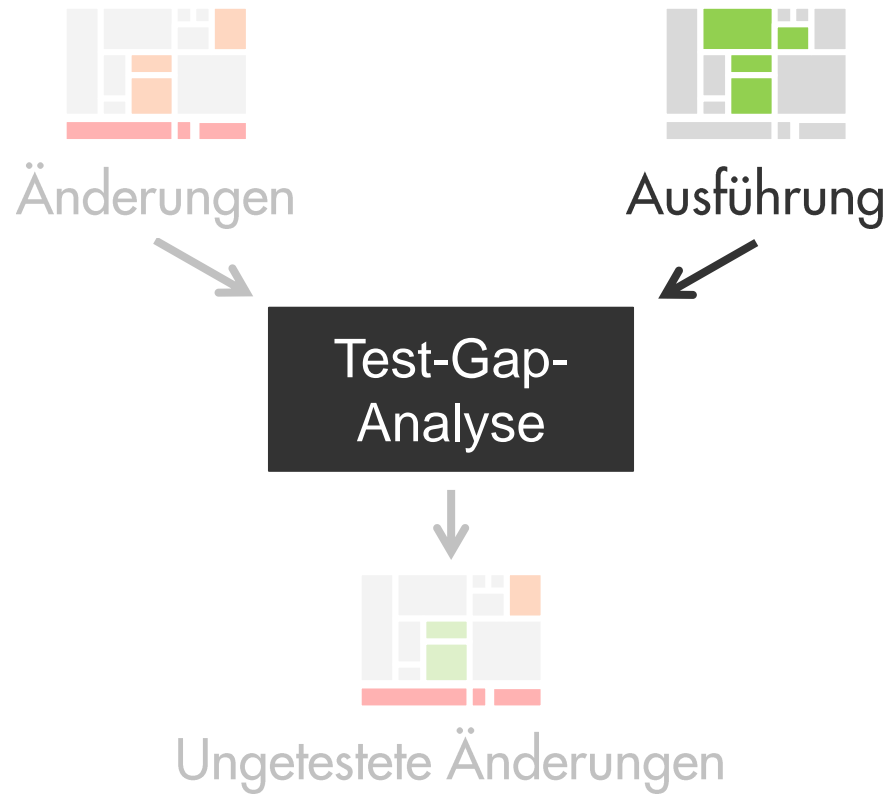 Änderungen
Ausführung
Test-Gap-
Analyse
Ungetestete Änderungen